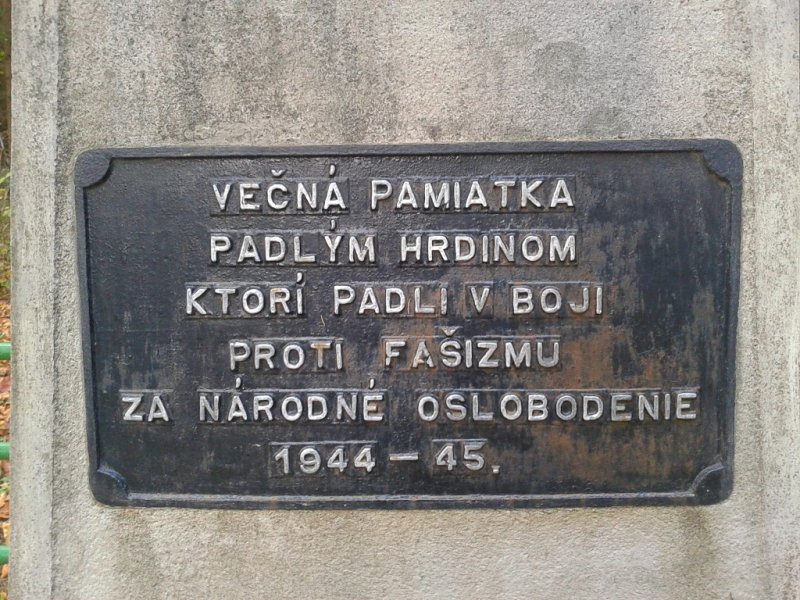 VEČNÁ PAMIATKA
PADLÝM HRDINOM
KTORÍ PADLI V BOJI
PROTI FAŠIZMU
ZA NÁRODNÉ OSLOBODENIE
1944 – 45.